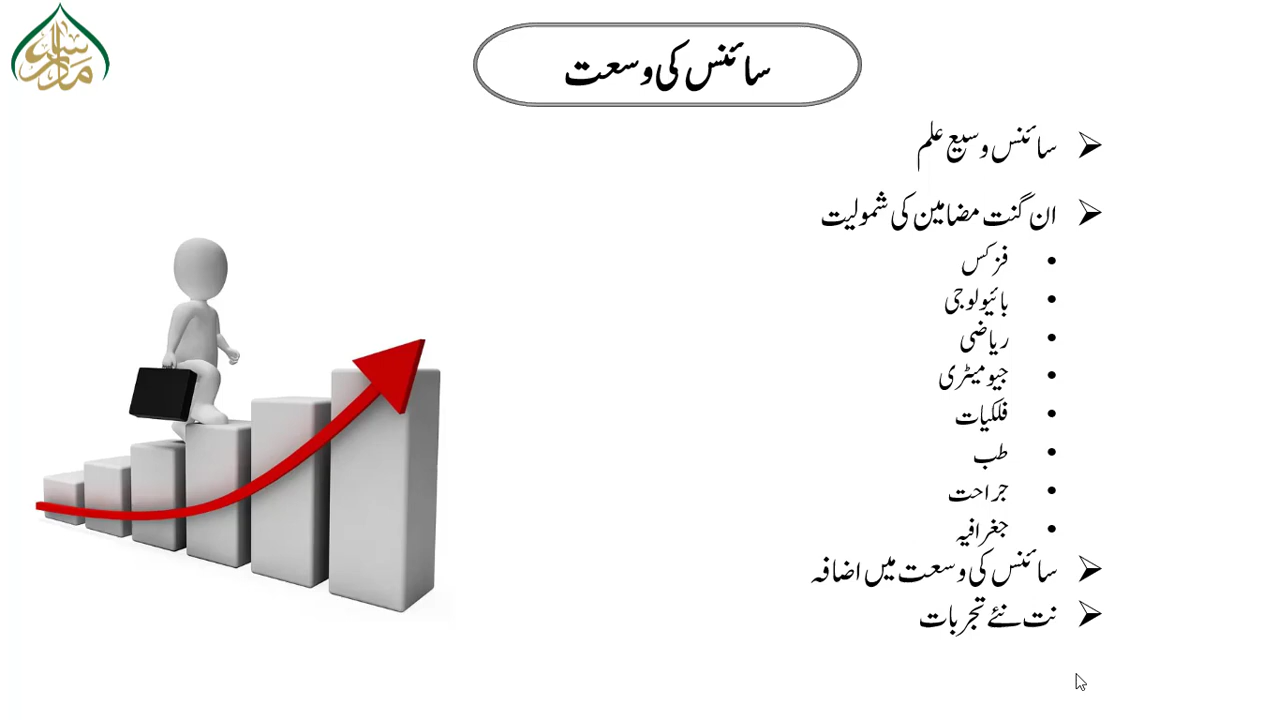 سائنس کی وسعت
سائنس وسیع علم
ان گنت مضامین کی شمولیت
فزکس
بائیولوجی
ریاضی
جیومیٹری
فلکیات
طب
جراحت
جغرافیہ
سائنس کی وسعت میں اضافہ
نت نئے تجربات